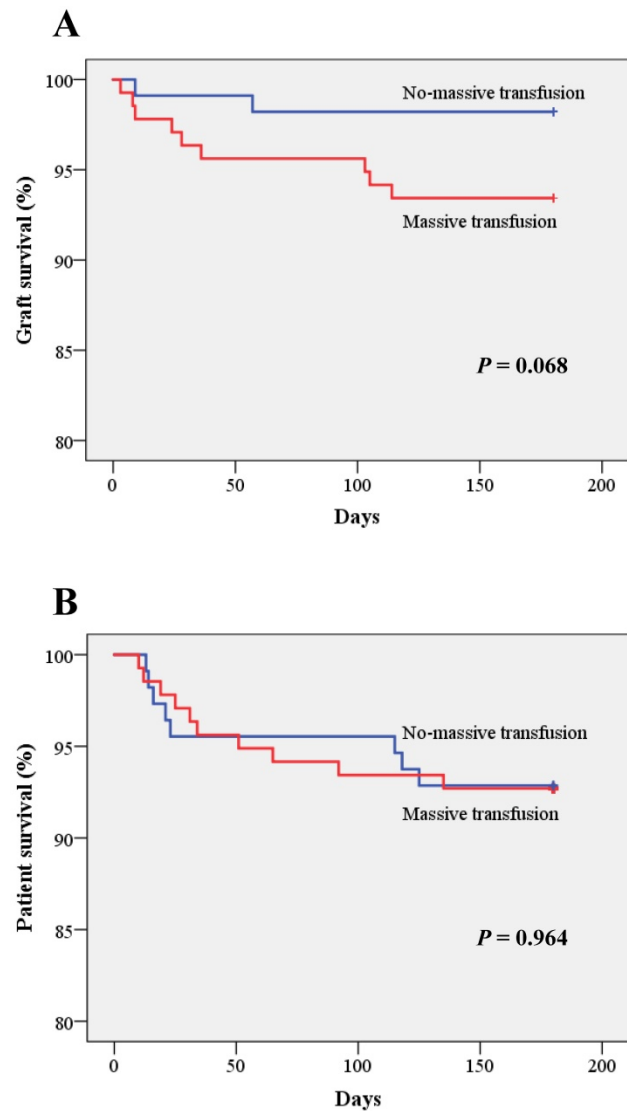 A
100
95
90
85
80
Graft survival (%)
No-massive transfusion
Massive transfusion
P = 0.068
0 50 100 150 200
Days
B
100
95
90
85
80
Patient survival (%)
No-massive transfusion
Massive transfusion
P = 0.964
0 50 100 150 200
Days